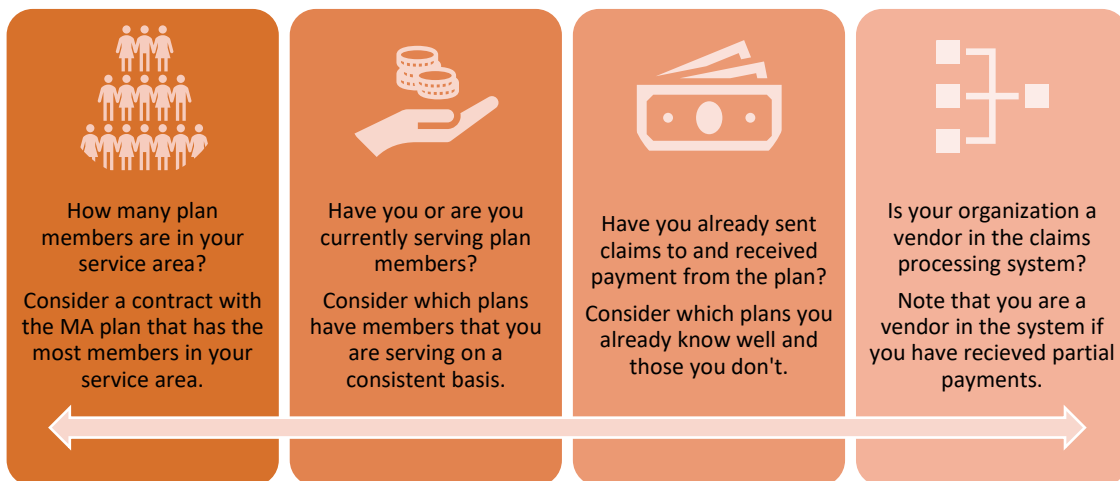 How many plan
members are in your
service area?
Consider a contract with
the MA plan that has the
most members in your
service area.
Have you or are you
currently serving plan
members?
Consider which plans
have members that you
are serving on a
consistent basis.
Have you already sent
claims to and received
payment from the plan?
Consider which plans you
already know well and
those you don't.
Is your organization a
vendor in the claims
processing system?
Note that you are a
vendor in the system if
you have recieved partial
payments.